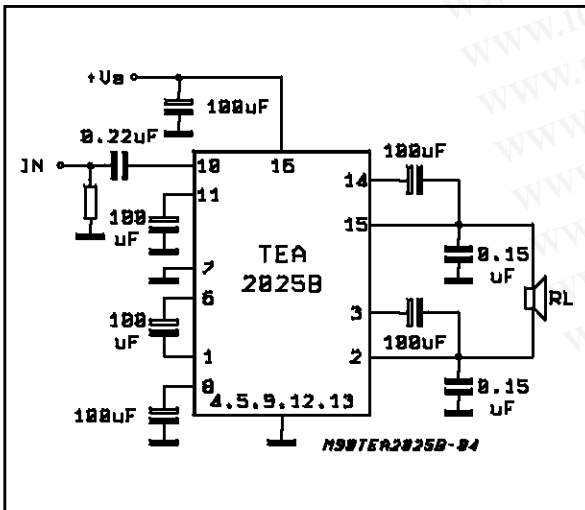 +Vs
100uF
0.22uF
IN
10
16
100uF
14
11
15
100
uF
TEA
2025B
0.15
uF
7
6
3
RL
100
uF
1
2
100uF
8
0.15
uF
100uF
4.5.9.12.13
M90TEA2025B-04